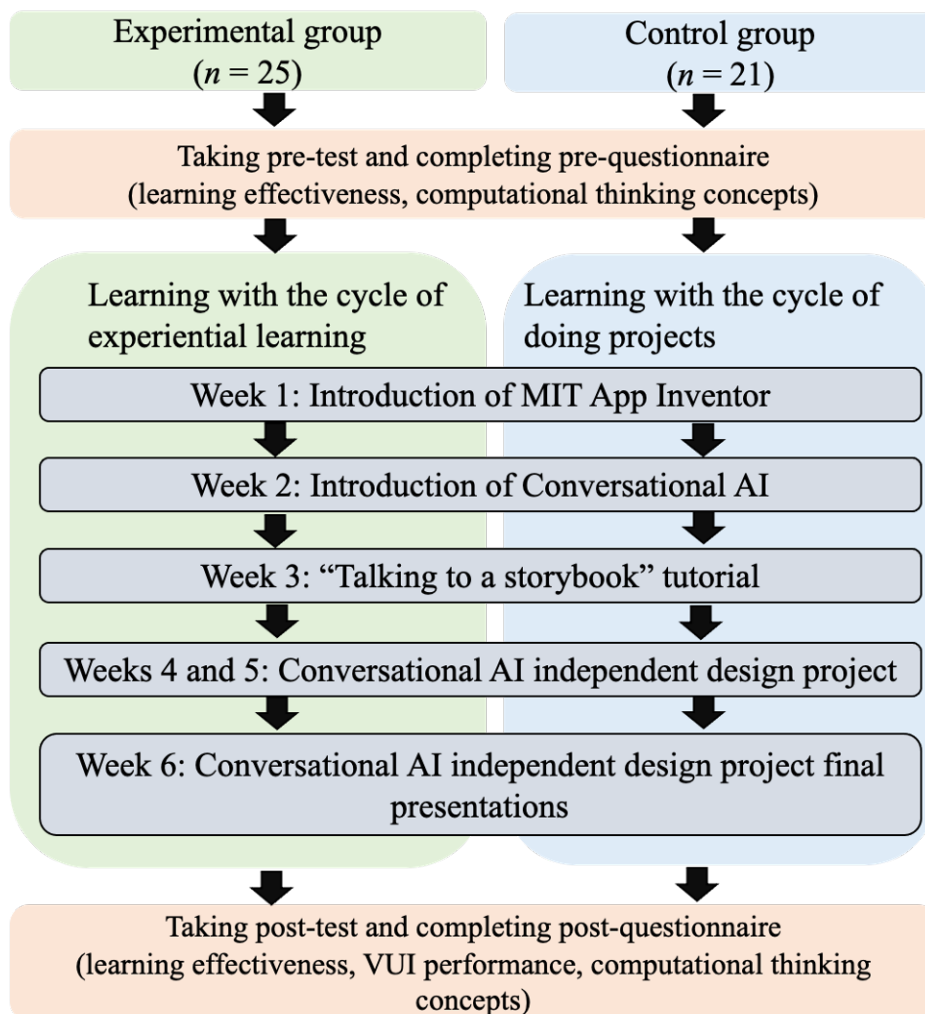 Experimental group
(n = 25)
Control group
(n = 21)
Taking pre-test and completing pre-questionnaire
(learning effectiveness, computational thinking concepts)
Learning with the cycle of
experiential learning
Learning with the cycle of
doing projects
Week 1: Introduction of MIT App Inventor
Week 2: Introduction of Conversational AI
Week 3: “Talking to a storybook” tutorial
Weeks 4 and 5: Conversational AI independent design project
Week 6: Conversational AI independent design project final
presentations
Taking post-test and completing post-questionnaire
(learning effectiveness, VUI performance, computational thinking
concepts)